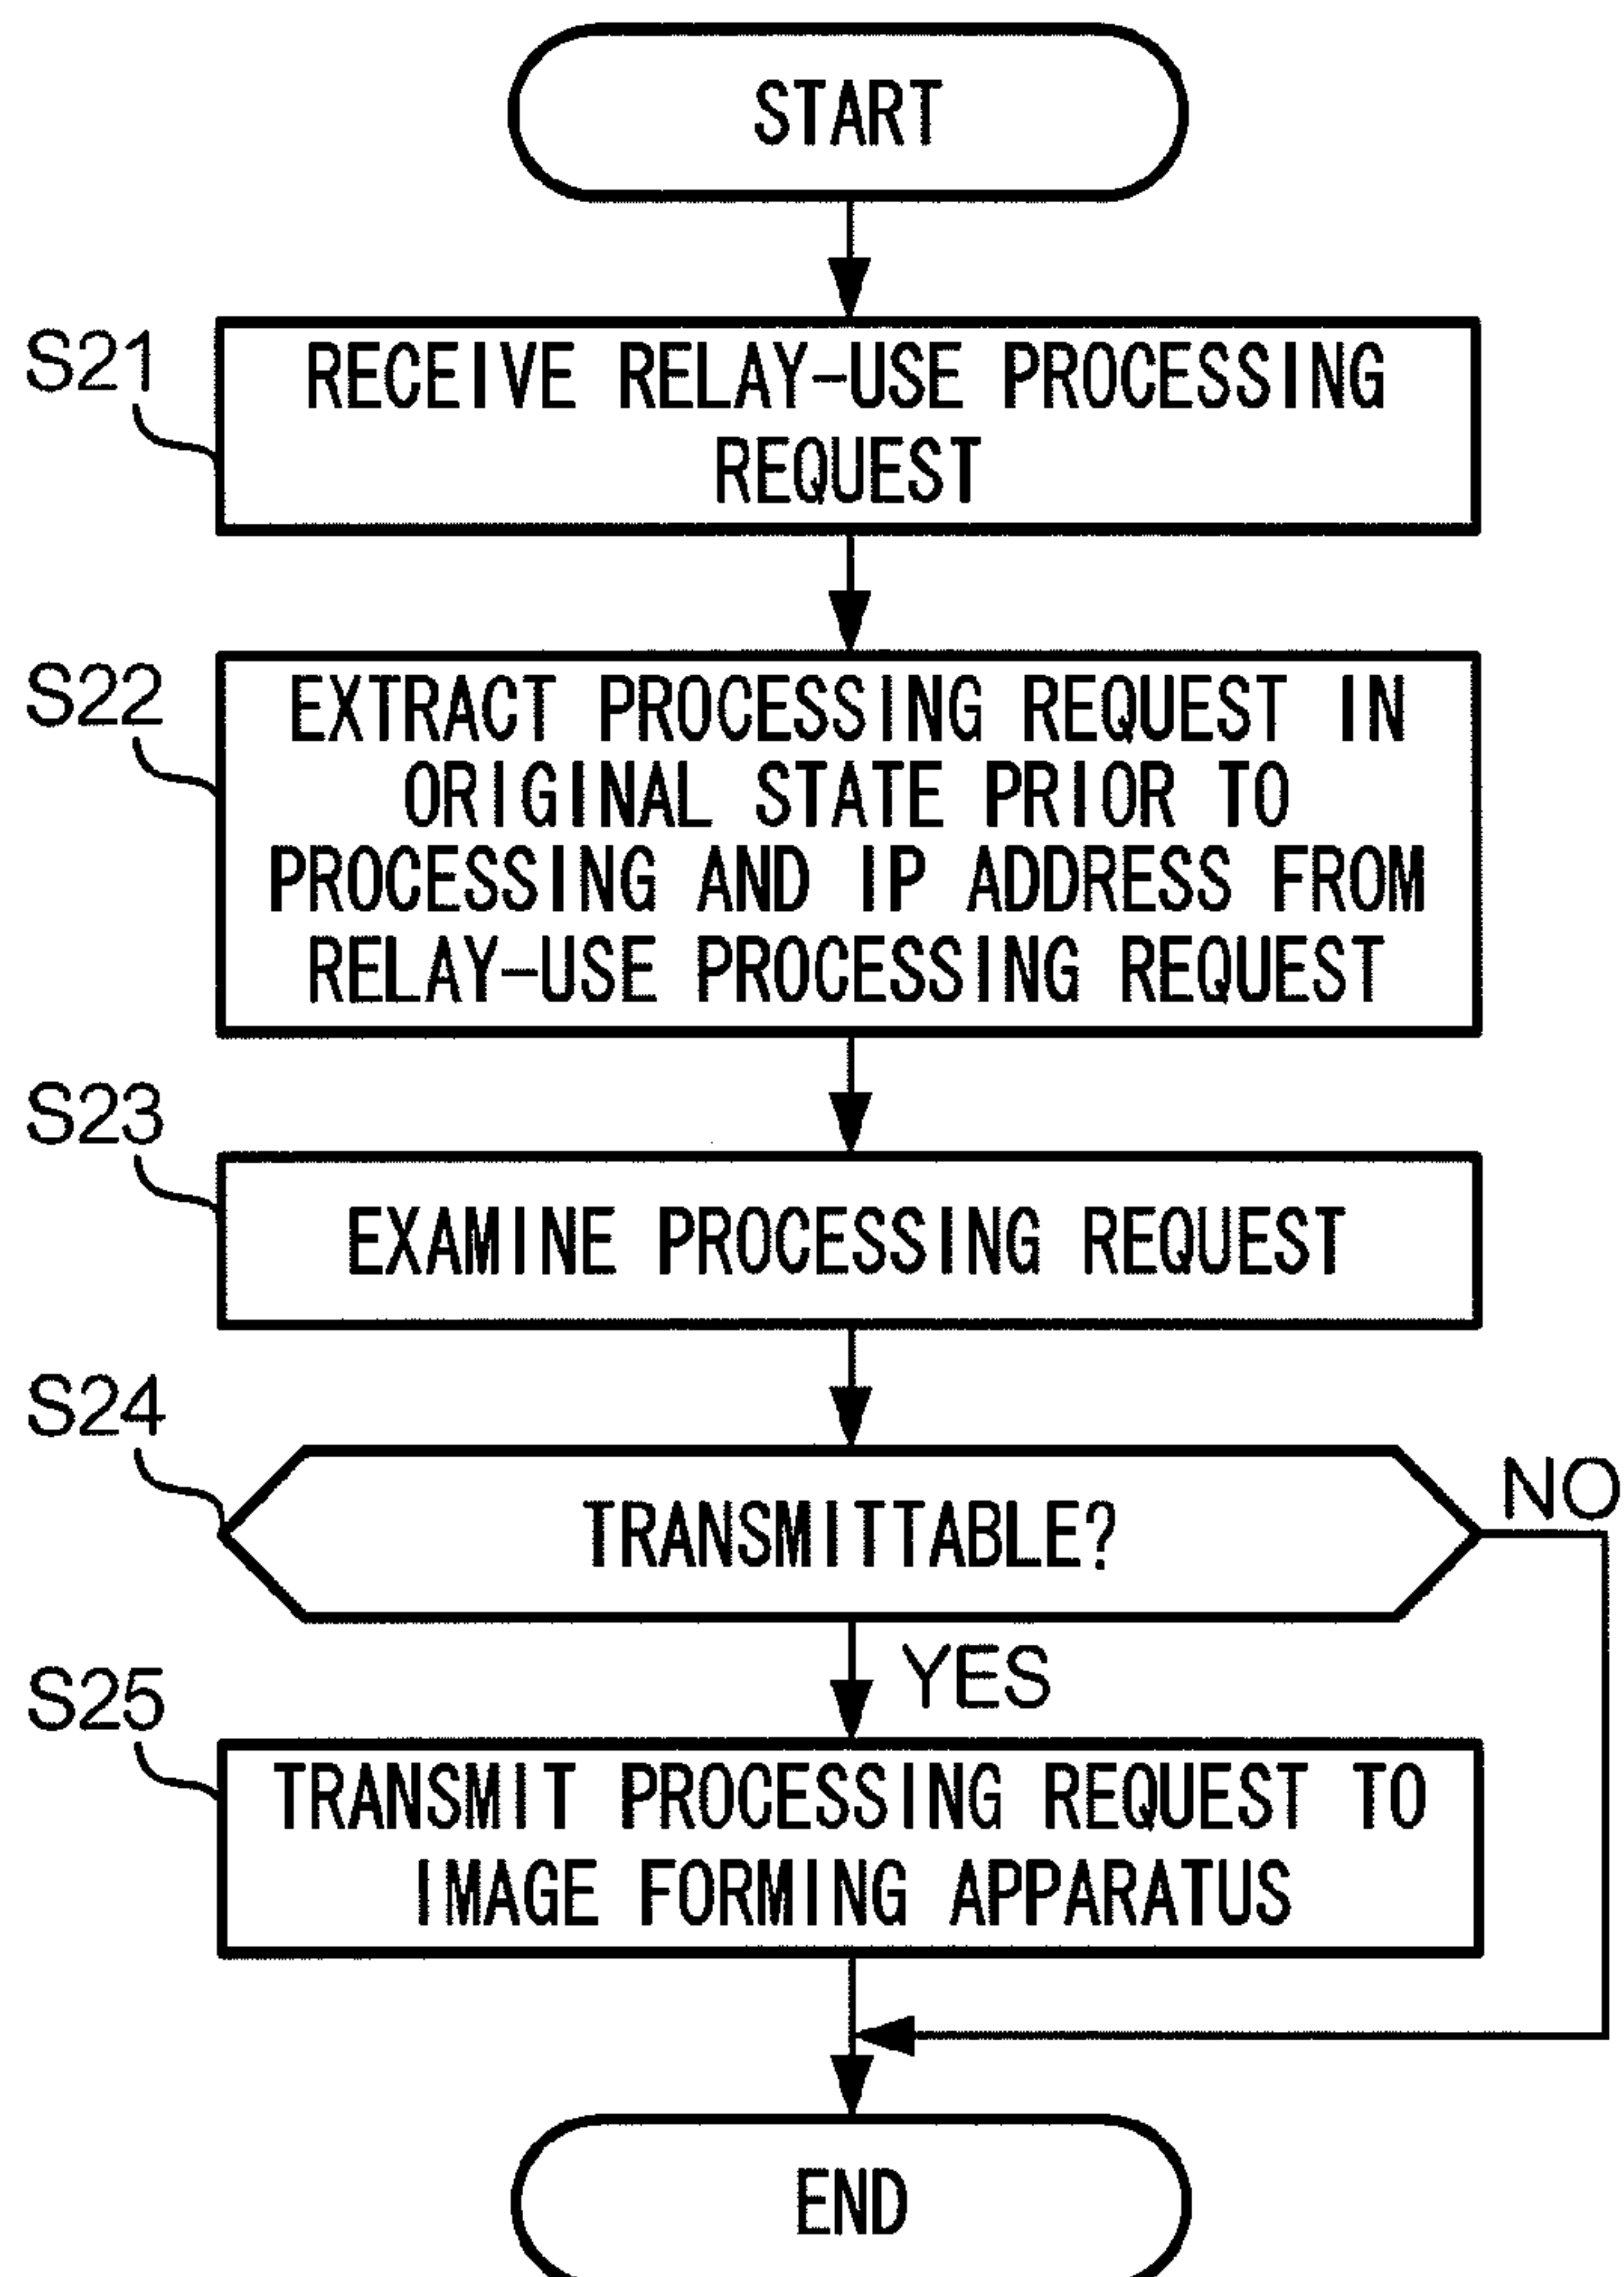 START
S21
RECEIVE RELAY-USE PROCESSING
REQUEST
S22
EXTRACT PROCESSING REQUEST IN
ORIGINAL STATE PRIOR TO
PROCESSING AND IP ADDRESS FROM
RELAY-USE PROCESSING REQUEST
S23
EXAMINE PROCESSING REQUEST
S24
TRANSMITTABLE?
NO
YES
S25
TRANSMIT PROCESSING REQUEST TO
IMAGE FORMING APPARATUS
END